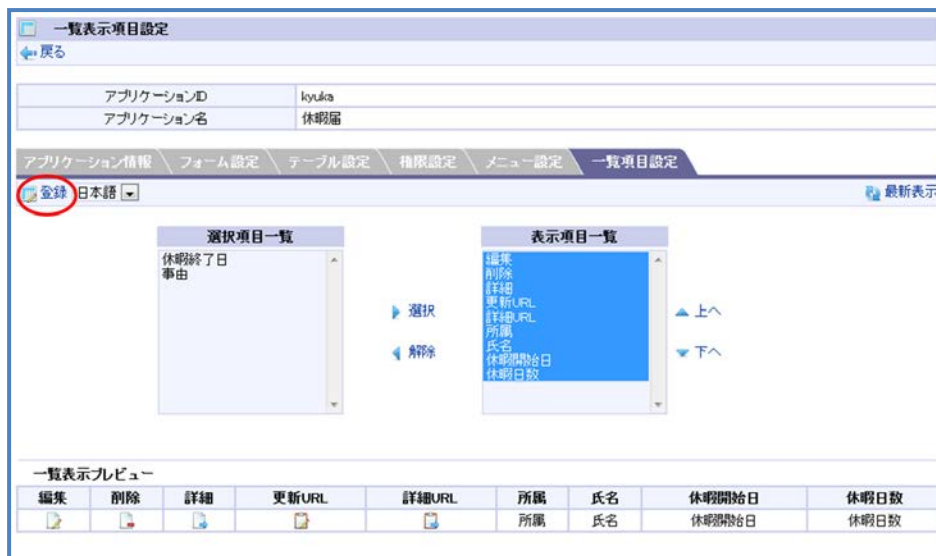 一覧表示項目設定
戻る
アプリケーションID kyuka
アプリケーション名 休暇届
アプリケーション情報 フォーム設定 テーブル設定 権限設定 メニュー設定 一覧項目設定
登録 日本語 最新表示
選択項目一覧 表示項目一覧
休暇終了日
事由
編集
削除
詳細
更新URL
詳細URL
所属
氏名
休暇開始日
休暇日数
選択
解除
上へ
下へ
一覧表示プレビュー
編集 削除 詳細 更新URL 詳細URL 所属 氏名 休暇開始日 休暇日数
所属 氏名 休暇開始日 休暇日数